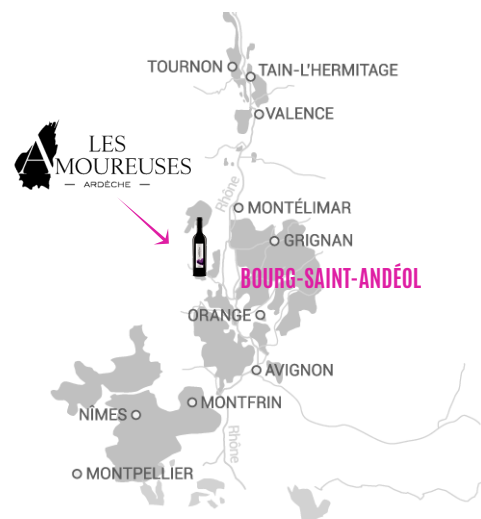 TOURNON
TAIN-L'HERMITAGE
VALENCE
LES
AMOUREUSES
ARDÈCHE
Rhône
MONTÉLIMAR
GRIGNAN
BOURG-SAINT-ANDÉOL
ORANGE
AVIGNON
MONTFRIN
NÎMES
Rhône
MONTPELLIER